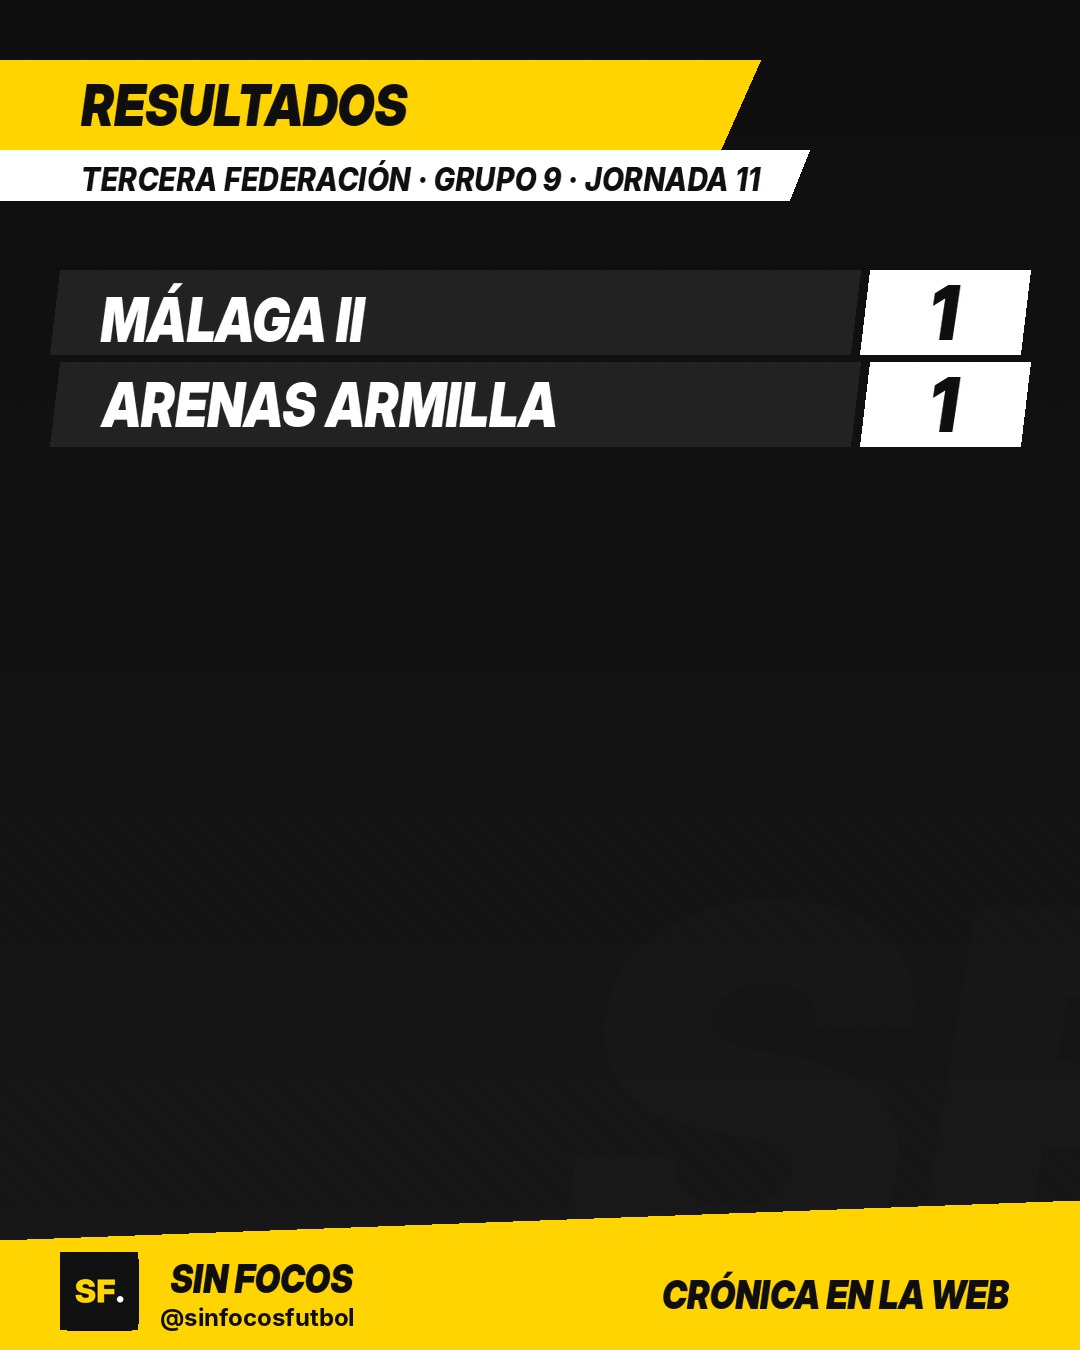 RESULTADOS
TERCERA FEDERACIÓN · GRUPO 9 · JORNADA 11
MÁLAGA II 1
ARENAS ARMILLA 1
SF
SF.
SIN FOCOS
@sinfocosfutbol
CRÓNICA EN LA WEB